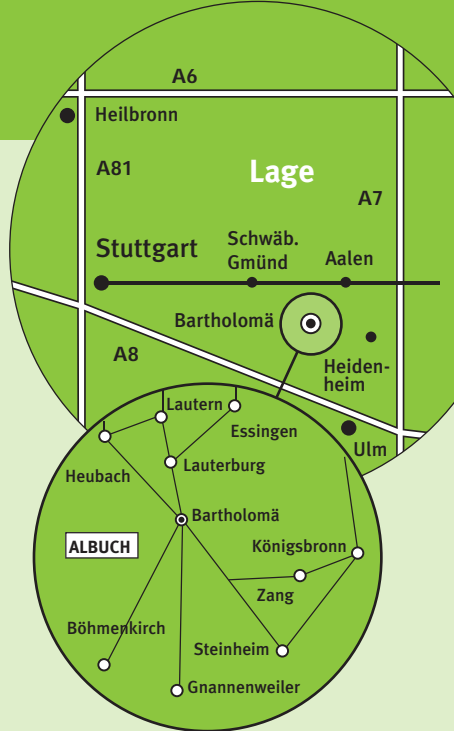 A6
Heilbronn
A81
Lage
A7
Stuttgart
Schwäb.
Gmünd
Aalen
Bartholomä
A8
Heiden-
heim
Ulm
Lautern
Essingen
Heubach
Lauterburg
Bartholomä
ALBUCH
Königsbronn
Zang
Böhmenkirch
Steinheim
Gnannenweiler